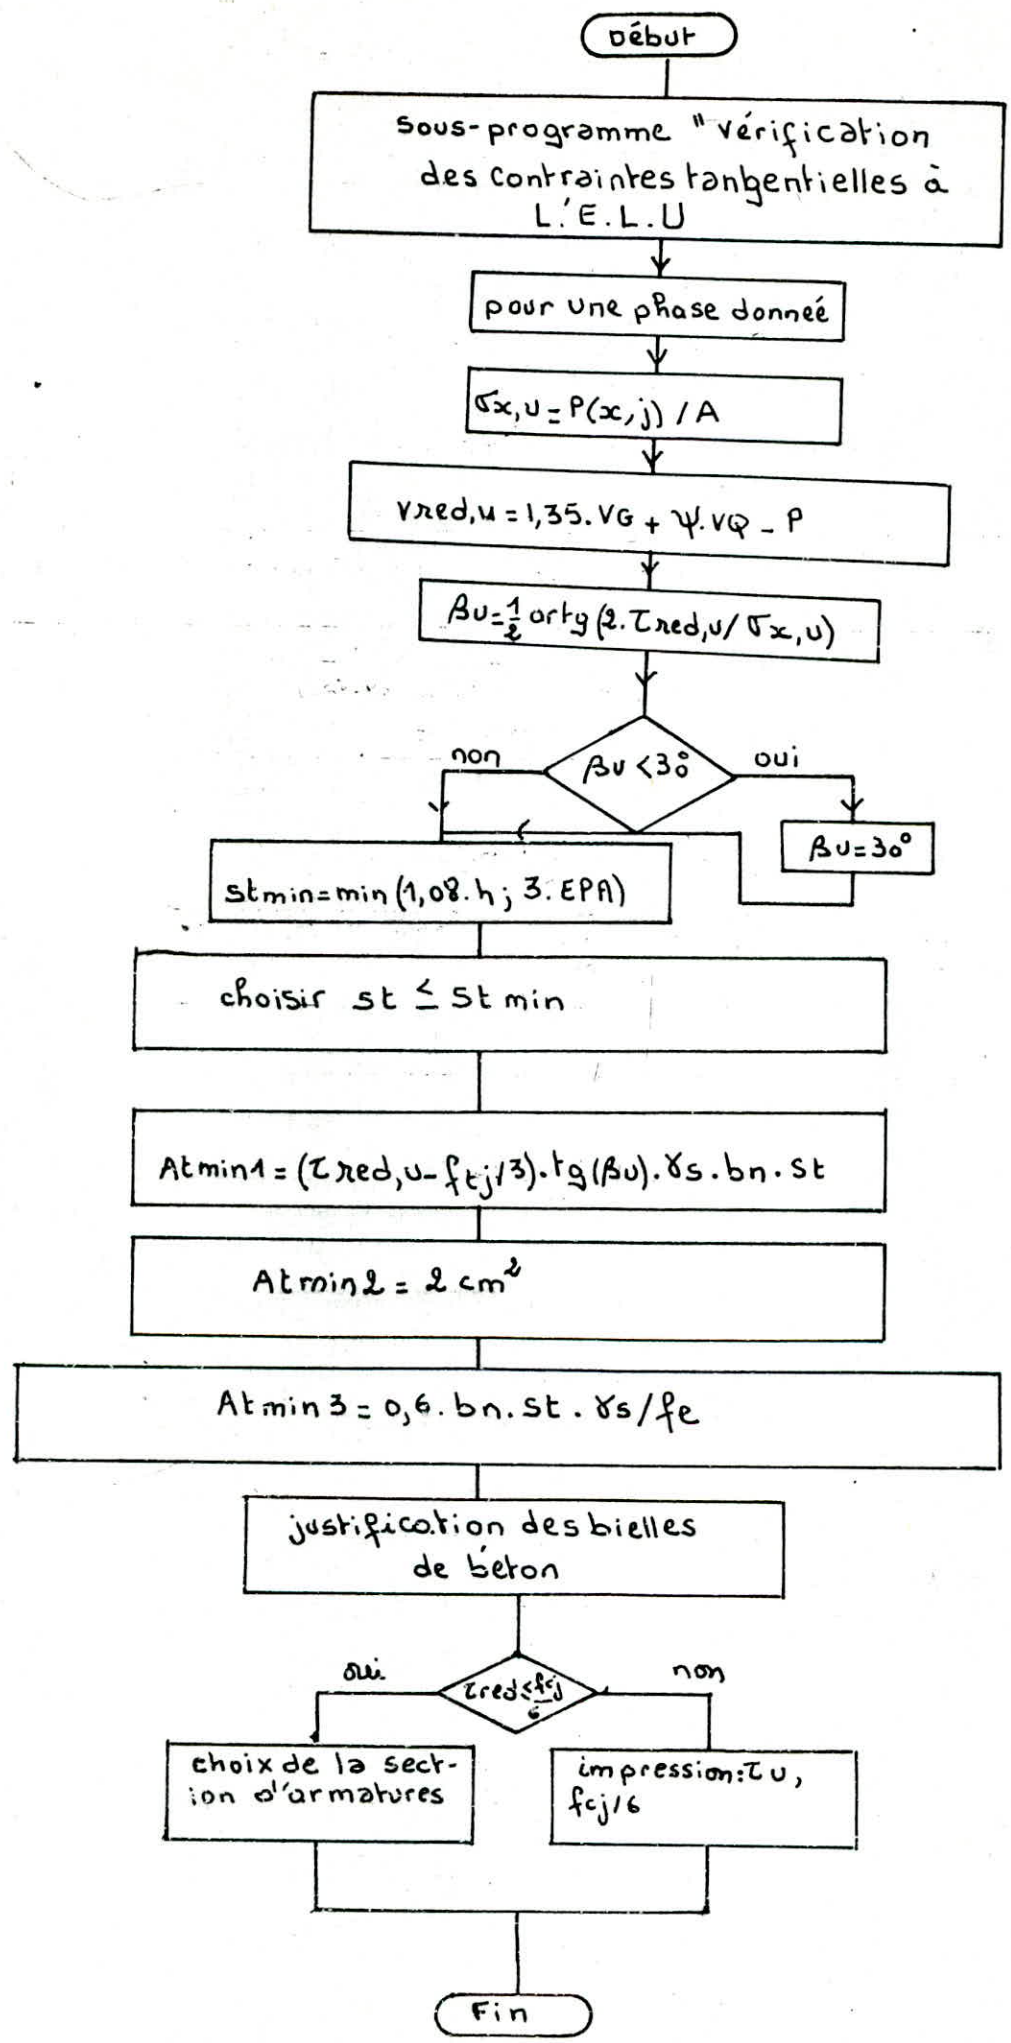 Début
sous-programme "vérification
des contraintes tangentielles à
L'E.L.U
pour une phase donneé
σx,u = P(x,j) / A
Vred,u = 1,35.VG + Ψ.VQ - P
βu = 1/2 artg (2.τred,u / σx,u)
non
βu < 30°
oui
βu = 30°
stmin = min (1,08.h ; 3.EPA)
choisir st ≤ st min
Atmin1 = (τred,u - ftj/3).tg(βu).γs.bn.st
Atmin2 = 2 cm²
Atmin3 = 0,6.bn.st.γs/fe
justification des bielles
de béton
oui
τred ≤ fcj/6
non
choix de la sect-
ion d'armatures
impression: τu,
fcj/6
Fin